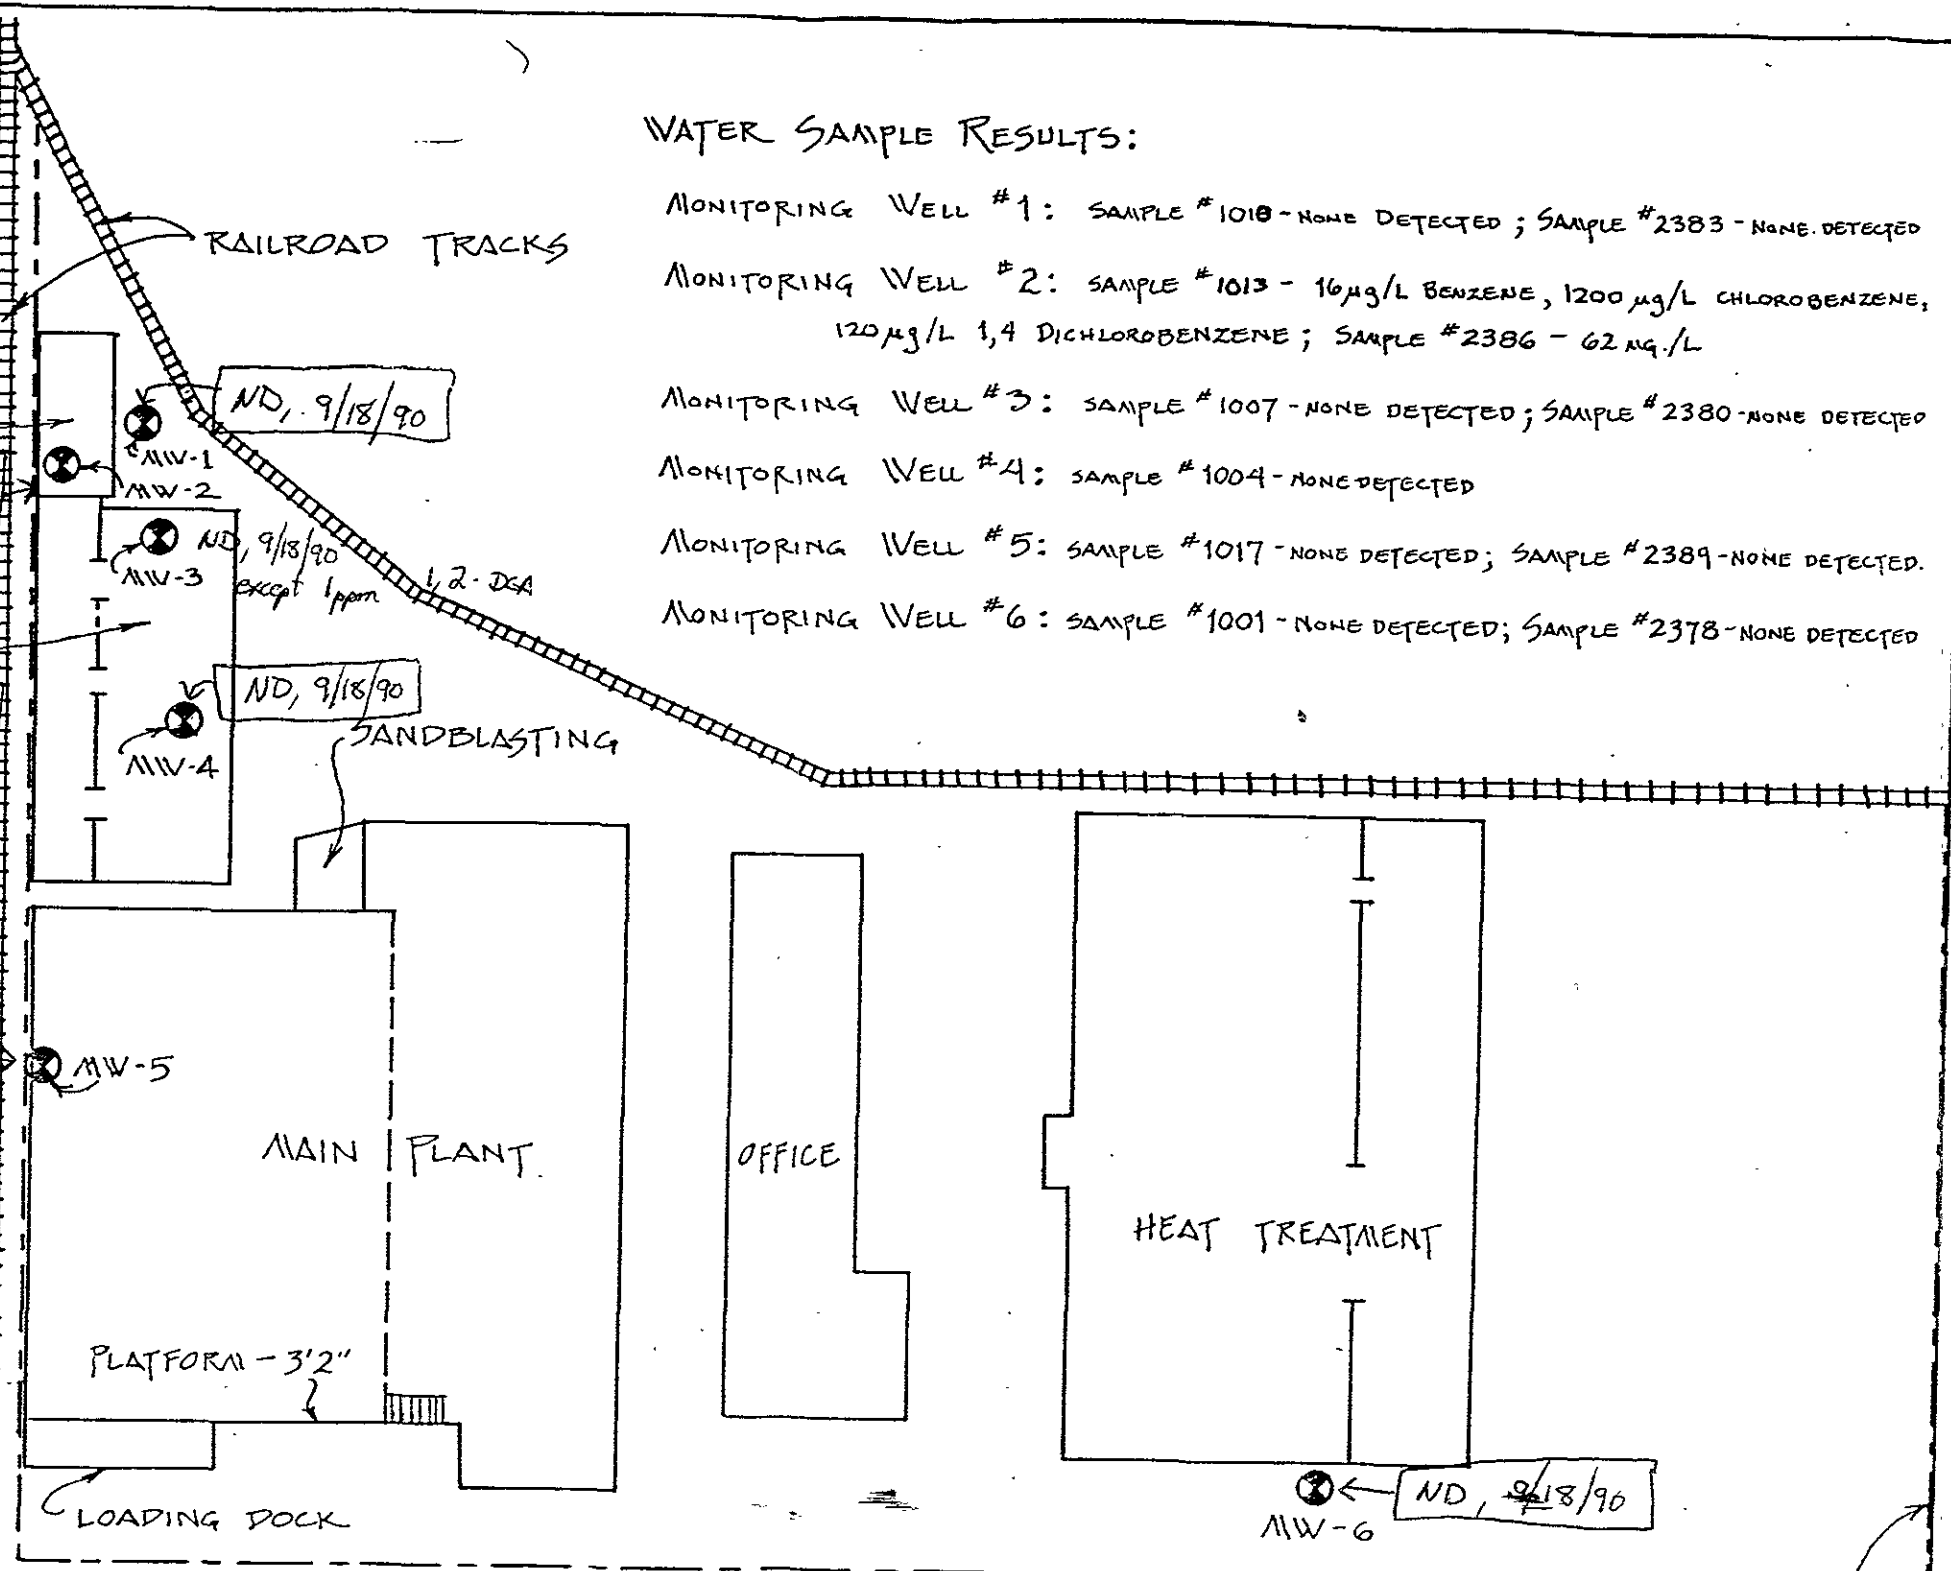 WATER SAMPLE RESULTS:
MONITORING WELL #1: SAMPLE #1018 - NONE DETECTED; SAMPLE #2383 - NONE DETECTED
MONITORING WELL #2: SAMPLE #1013 - 16µg/L BENZENE, 1200 µg/L CHLOROBENZENE,
120µg/L 1,4 DICHLOROBENZENE; SAMPLE #2386 - 62 µg./L
MONITORING WELL #3: SAMPLE #1007 - NONE DETECTED; SAMPLE #2380 - NONE DETECTED
MONITORING WELL #4: SAMPLE #1004 - NONE DETECTED
MONITORING WELL #5: SAMPLE #1017 - NONE DETECTED; SAMPLE #2389 - NONE DETECTED.
MONITORING WELL #6: SAMPLE #1001 - NONE DETECTED; SAMPLE #2378 - NONE DETECTED
RAILROAD TRACKS
ND, 9/18/90
MW-1
MW-2
ND, 9/18/90
except 1ppm 1,2-DCA
MW-3
ND, 9/18/90
MW-4
SANDBLASTING
MW-5
MAIN PLANT
OFFICE
HEAT TREATMENT
PLATFORM - 3'2"
LOADING DOCK
ND, 9/18/90
MW-6